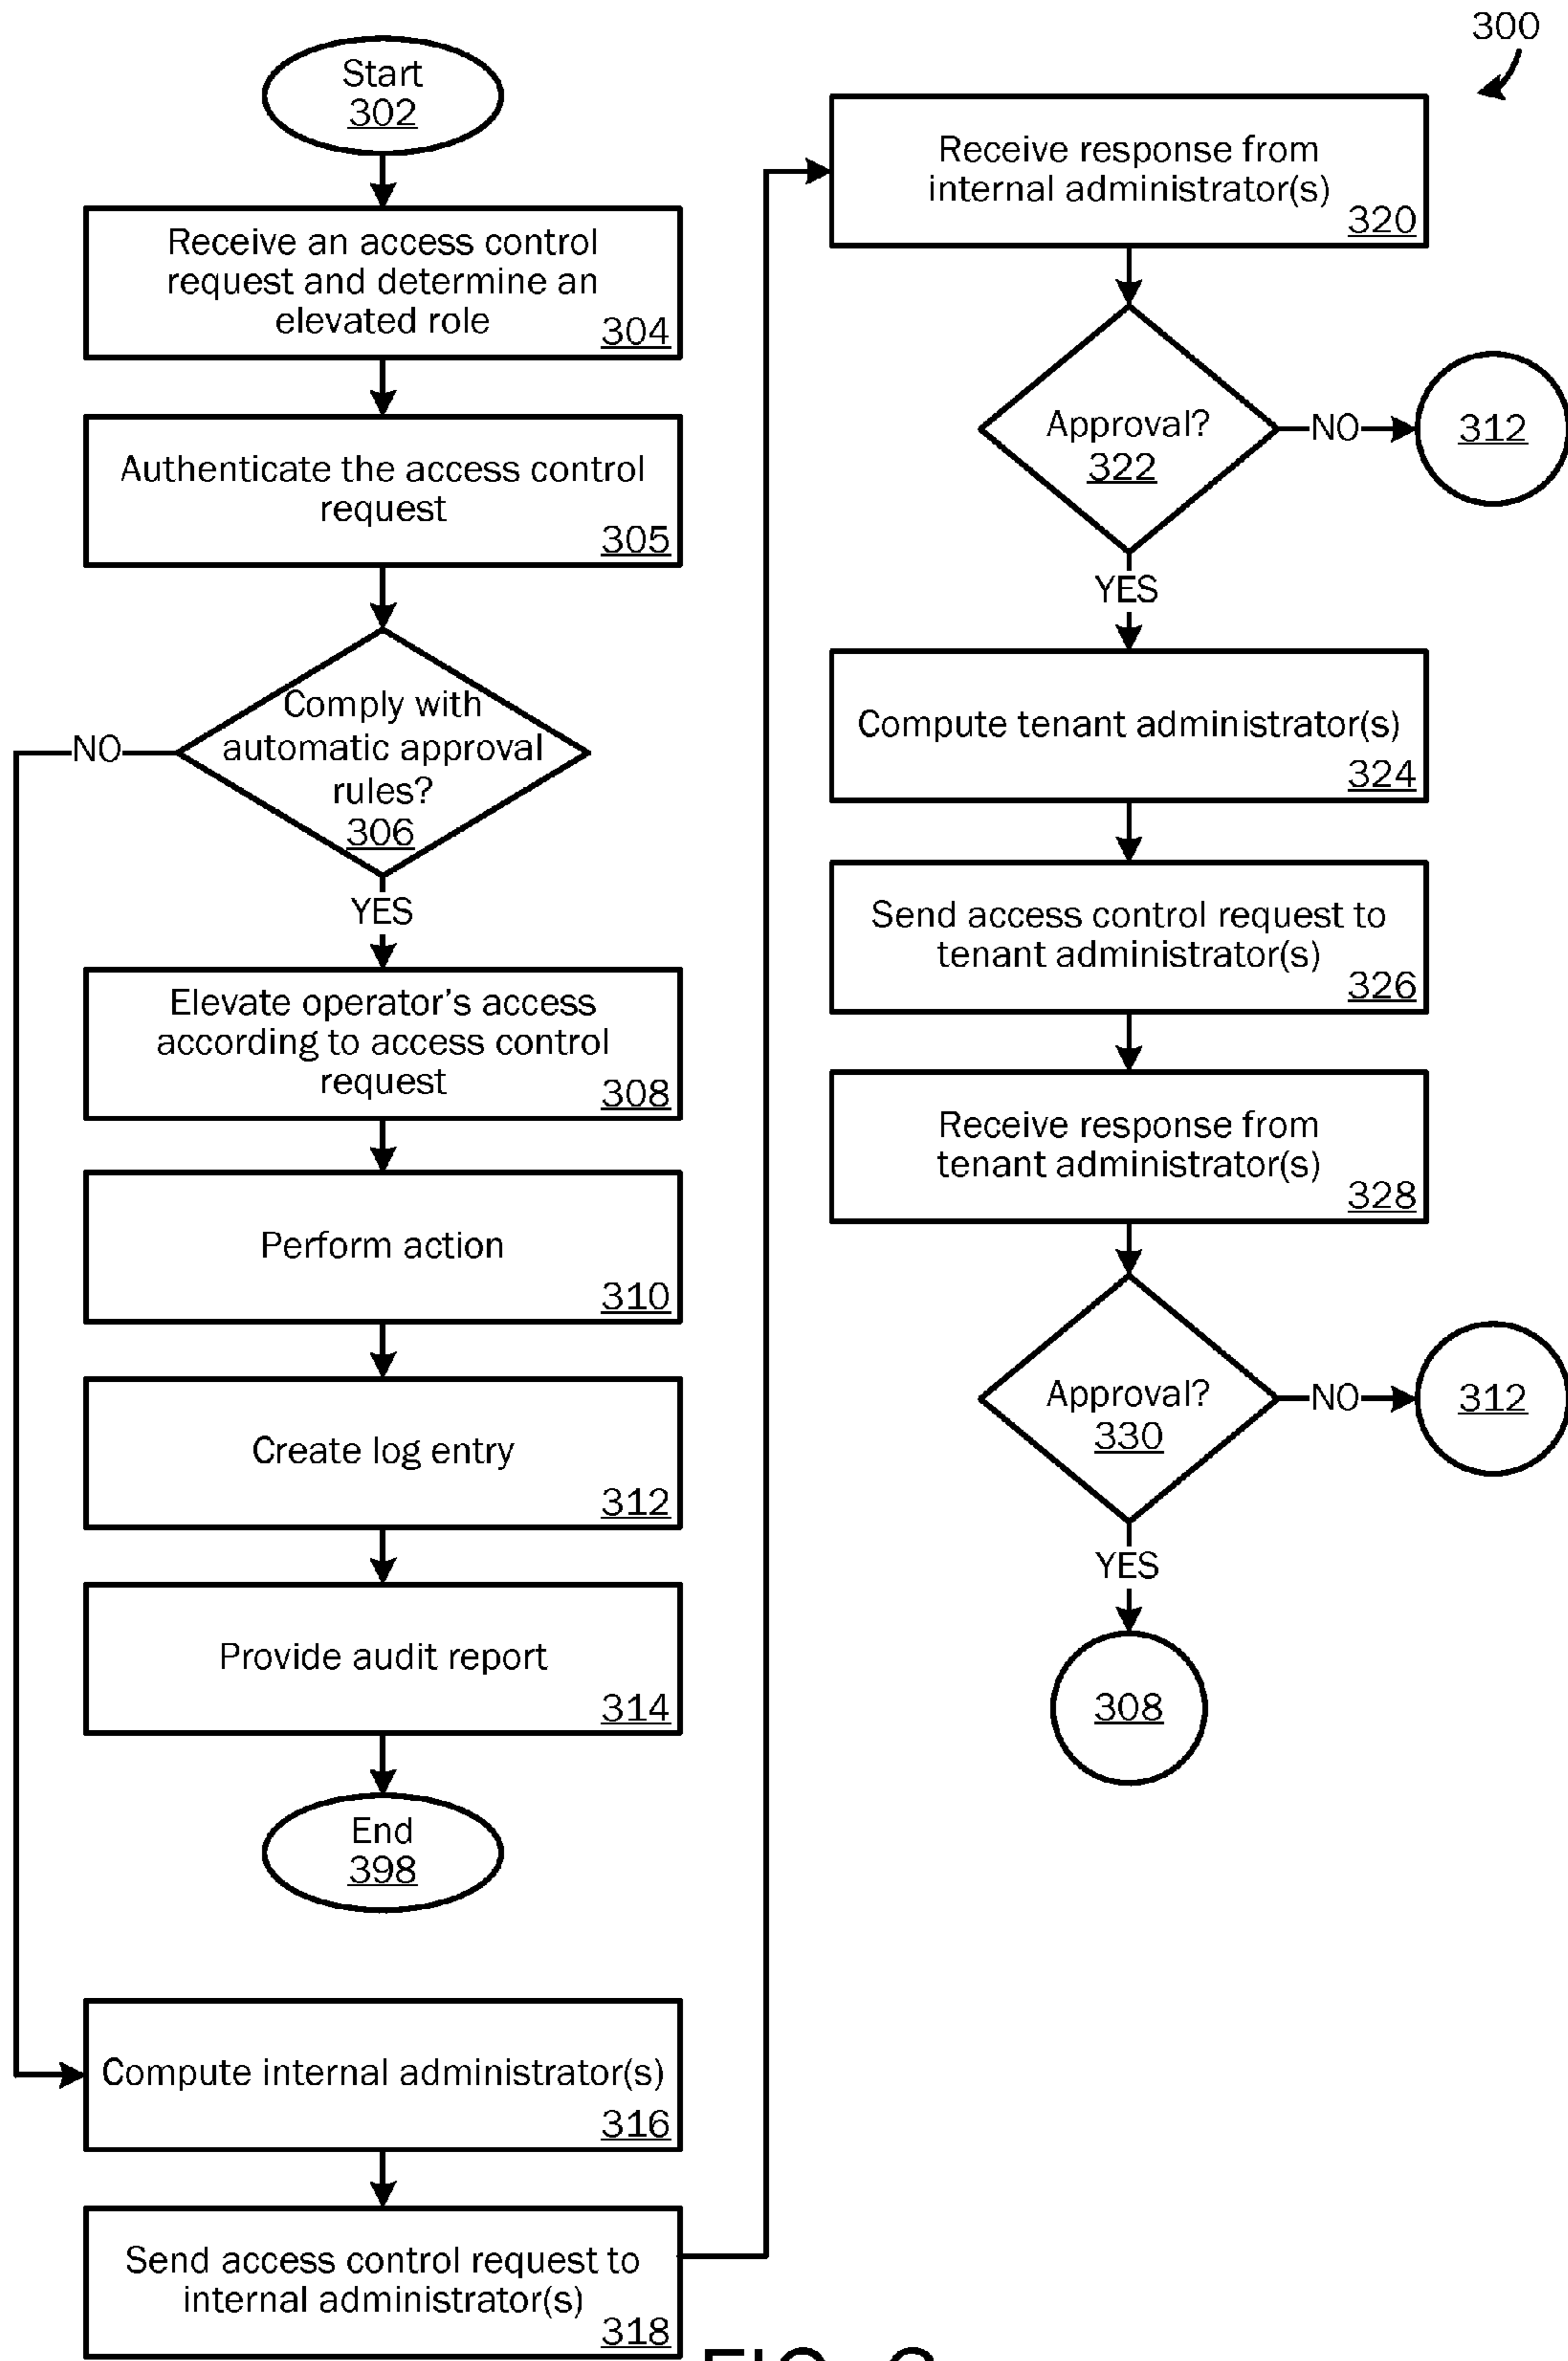 300
Start
302
Receive an access control
request and determine an
elevated role
304
Authenticate the access control
request
305
Comply with
automatic approval
rules?
306
NO
YES
Elevate operator's access
according to access control
request
308
Perform action
310
Create log entry
312
Provide audit report
314
End
398
Compute internal administrator(s)
316
Send access control request to
internal administrator(s)
318
Receive response from
internal administrator(s)
320
Approval?
322
NO
312
YES
Compute tenant administrator(s)
324
Send access control request to
tenant administrator(s)
326
Receive response from
tenant administrator(s)
328
Approval?
330
NO
312
YES
308